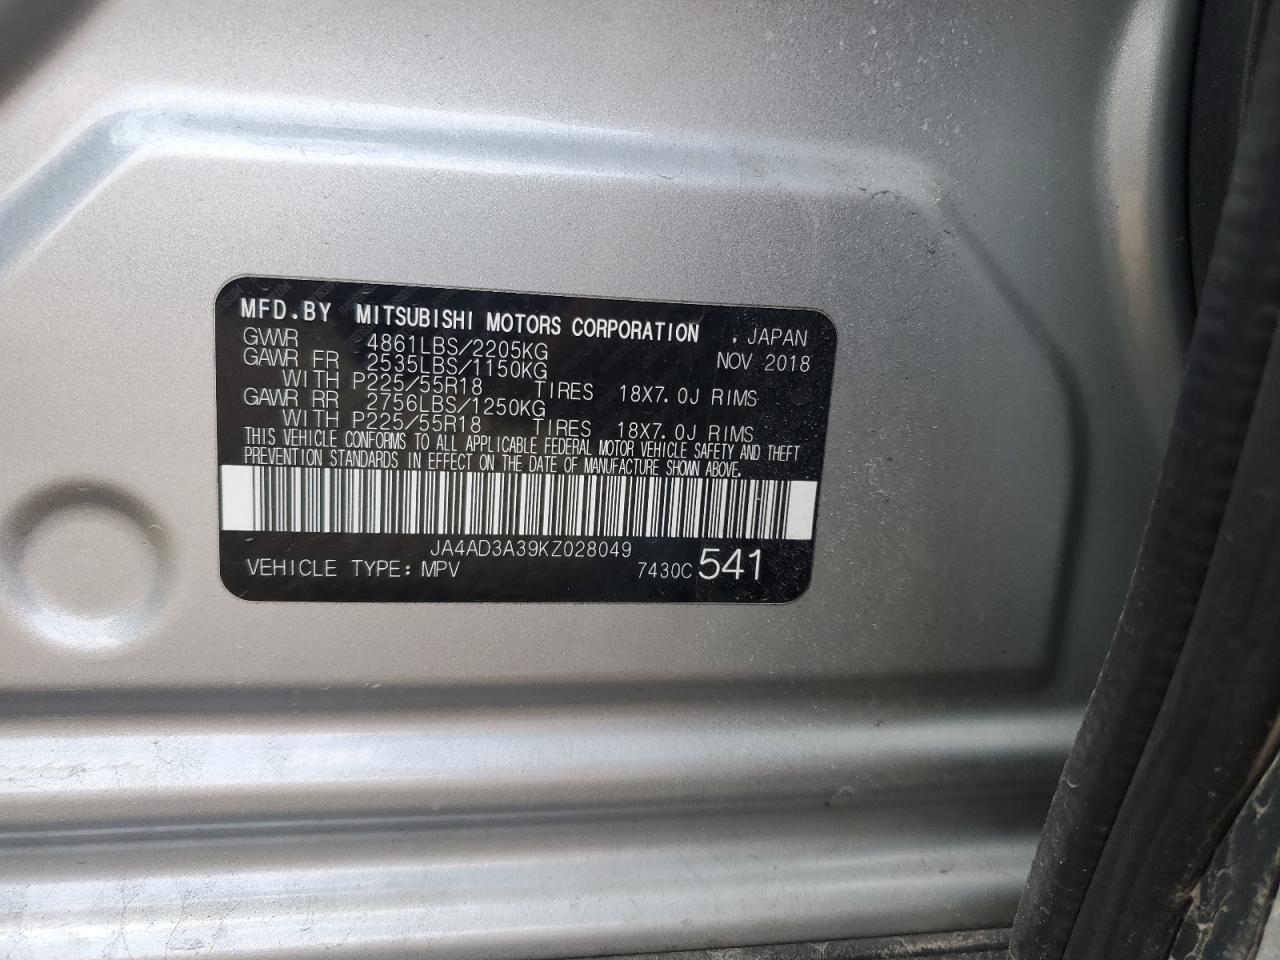 MFD.BY MITSUBISHI MOTORS CORPORATION , JAPAN
GWWR 4861LBS/2205KG NOV 2018
GAWR FR 2535LBS/1150KG
WITH P225/55R18 TIRES 18X7.0J RIMS
GAWR RR 2756LBS/1250KG
WITH P225/55R18 TIRES 18X7.0J RIMS
THIS VEHICLE CONFORMS TO ALL APPLICABLE FEDERAL MOTOR VEHICLE SAFETY AND THEFT
PREVENTION STANDARDS IN EFFECT ON THE DATE OF MANUFACTURE SHOWN ABOVE.
JA4AD3A39KZ028049
VEHICLE TYPE: MPV 7430C 541